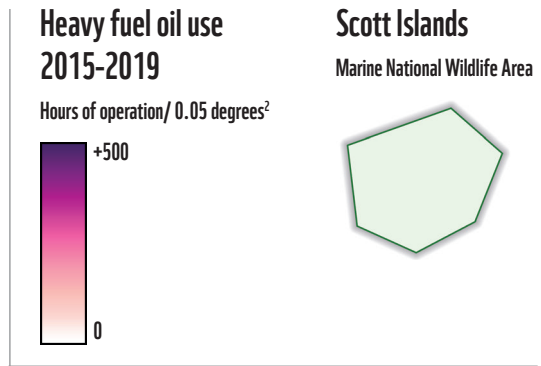 Heavy fuel oil use
2015-2019
Hours of operation/ 0.05 degrees²
+500
0
Scott Islands
Marine National Wildlife Area